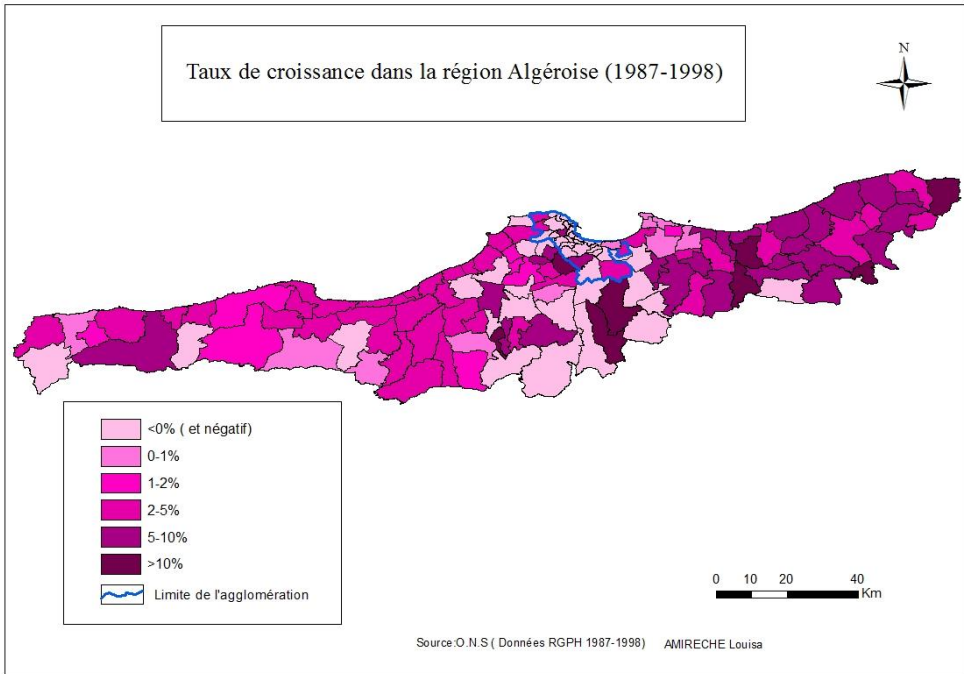 Taux de croissance dans la région Algéroise (1987-1998)
N
<0% ( et négatif)
0-1%
1-2%
2-5%
5-10%
>10%
Limite de l'agglomération
0 10 20 40
Km
Source:O.N.S ( Données RGPH 1987-1998) AMIRECHE Louisa